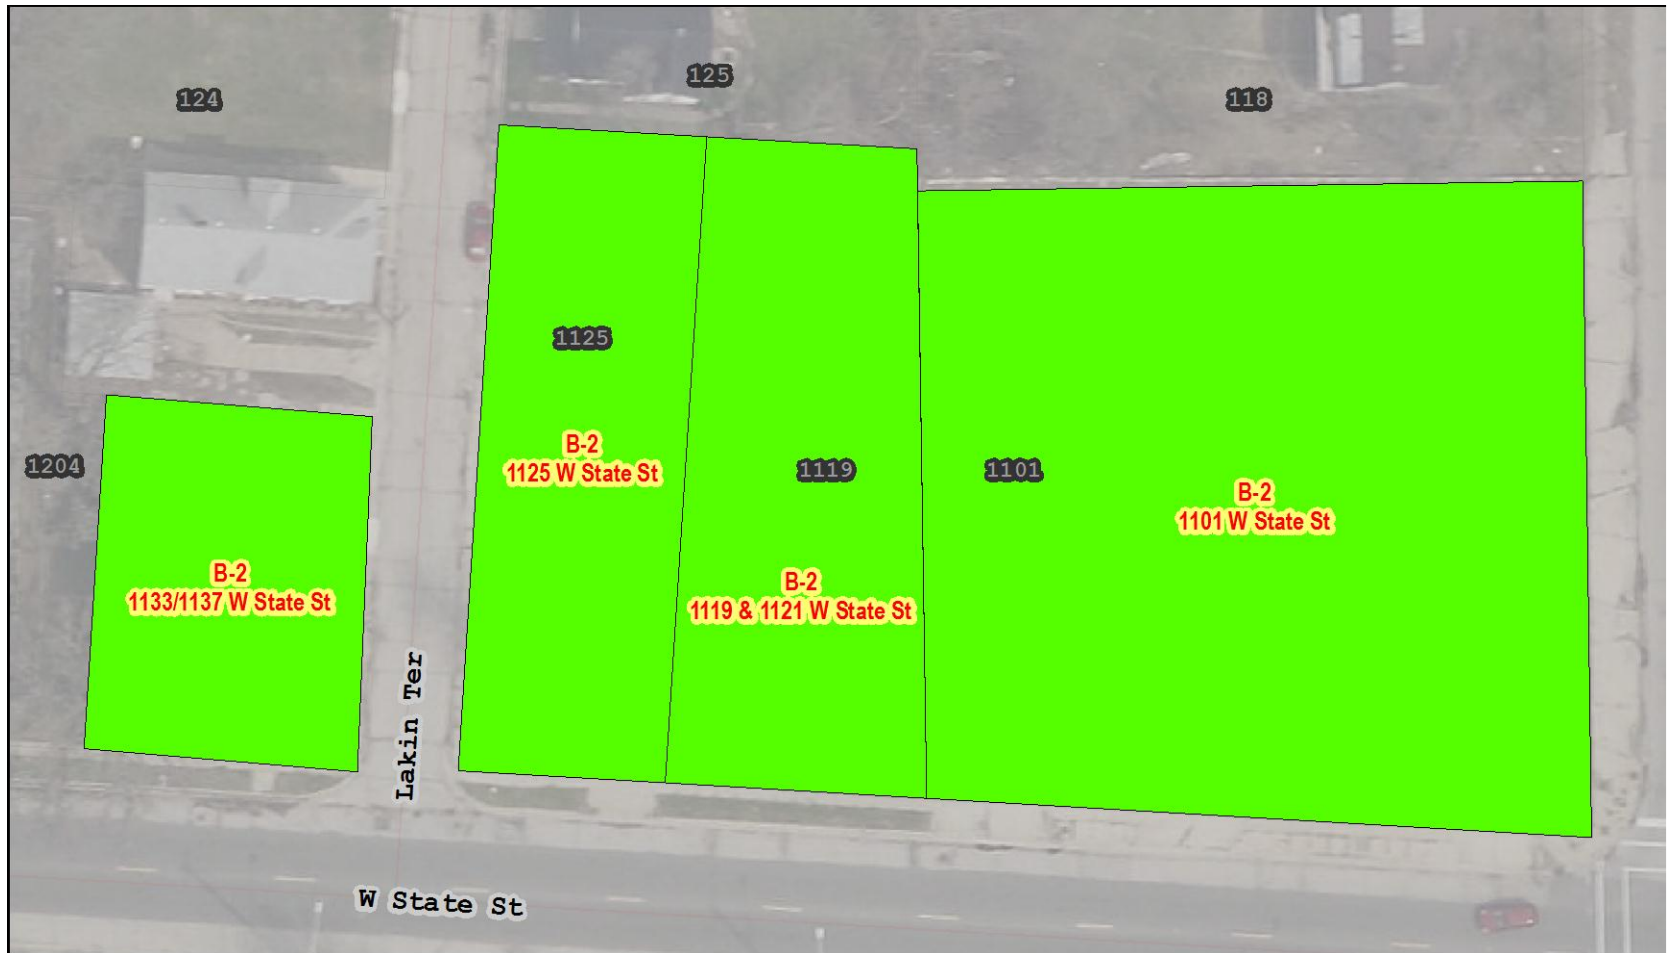 125
124
118
1125
B-2
1125 W State St
1204
1119
1101
B-2
1101 W State St
B-2
1133/1137 W State St
B-2
1119 & 1121 W State St
Lakin Ter
W State St